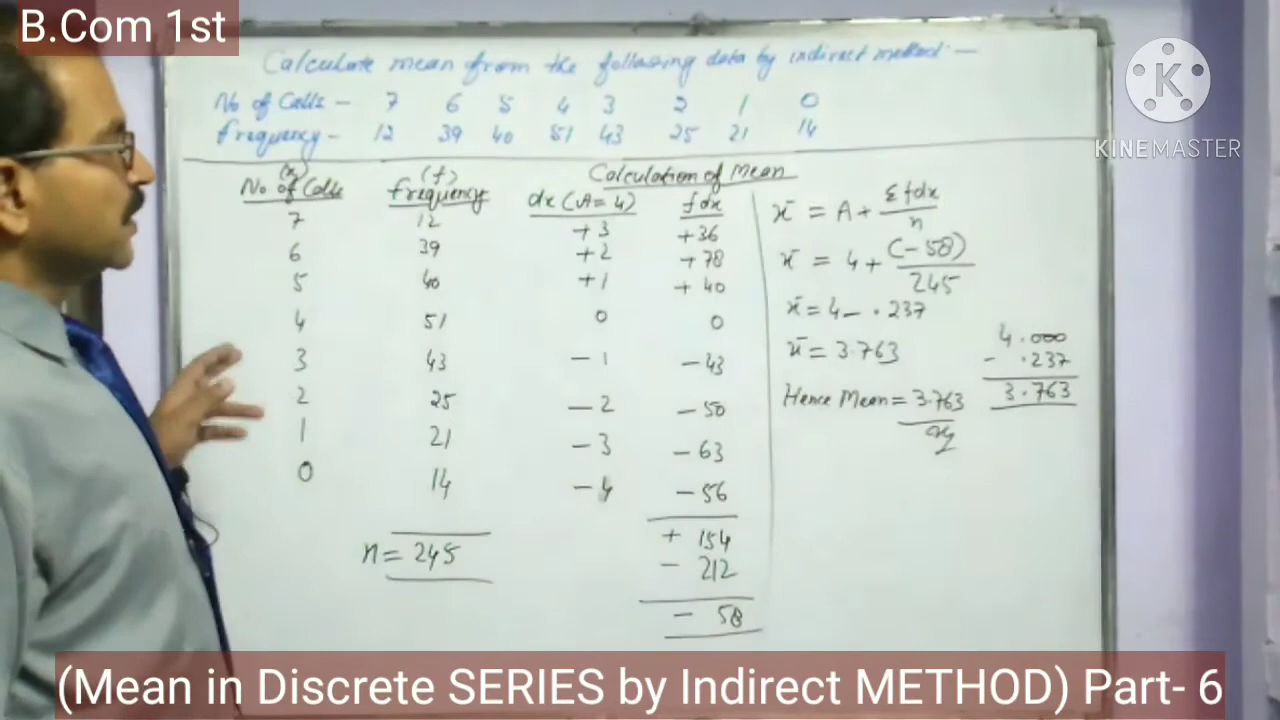 B.Com 1st
Calculate mean from the following data by indirect method:—
No of Calls – 7 6 5 4 3 2 1 0
Frequency – 12 39 40 51 43 25 21 14
K
KINEMASTER
Calculation of Mean
(x) (f)
No of Calls Frequency dx (A=4) fdx
7 12 +3 +36
6 39 +2 +78
5 40 +1 +40
4 51 0 0
3 43 –1 –43
2 25 –2 –50
1 21 –3 –63
0 14 –4 –56
n = 245
+ 154
– 212
– 58
x̄ = A + Σfdx / n
x̄ = 4 + (–58) / 245
x̄ = 4 – .237
x̄ = 3.763
Hence Mean = 3.763
4.000
- .237
3.763
(Mean in Discrete SERIES by Indirect METHOD) Part- 6